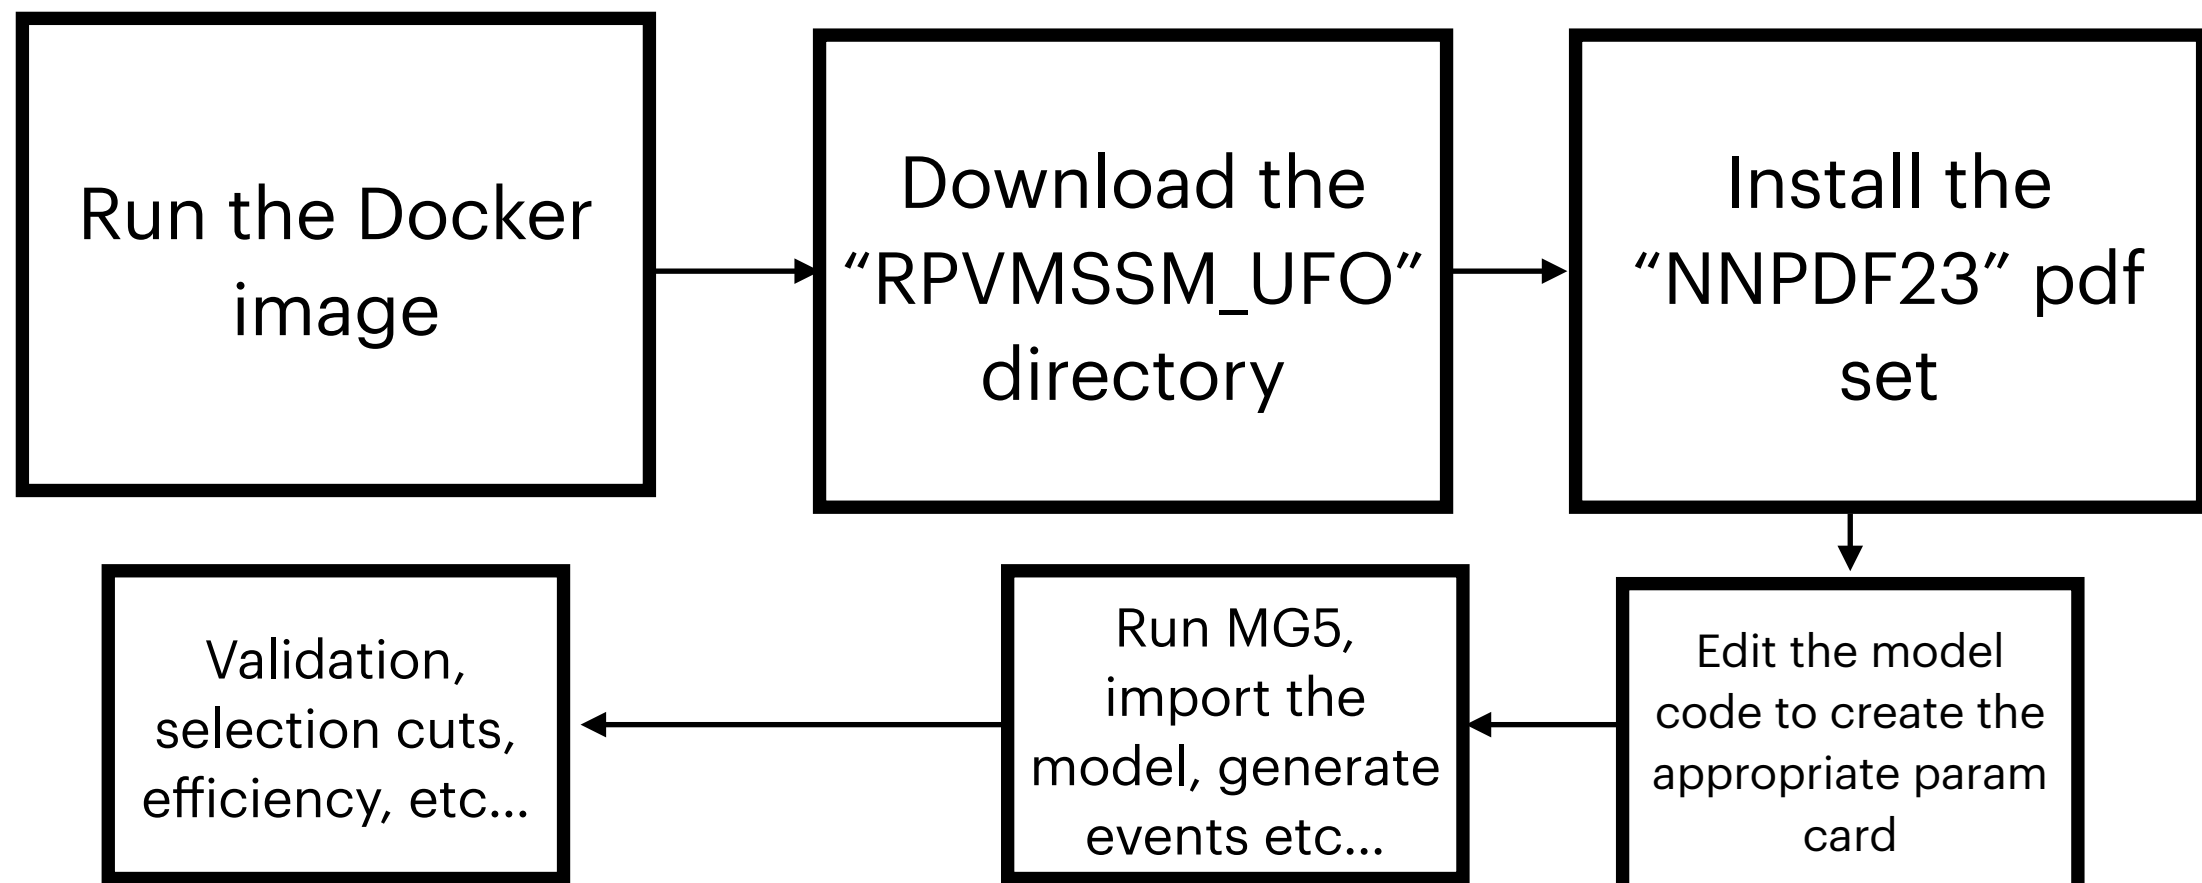 Run the Docker
image
Download the
“RPVMSSM_UFO”
directory
Install the
“NNPDF23” pdf
set
Edit the model
code to create the
appropriate param
card
Run MG5,
import the
model, generate
events etc...
Validation,
selection cuts,
efficiency, etc...